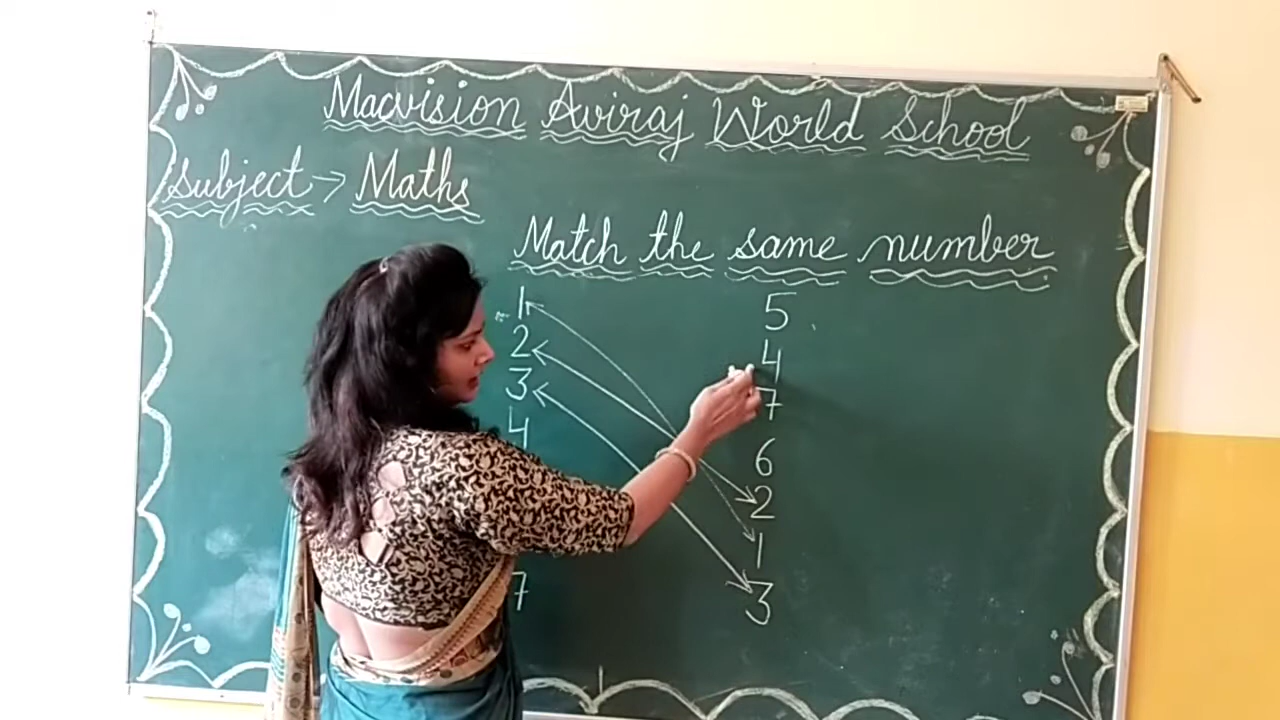 Macvision Aviraj World School
Subject → Maths
Match the same number
1 5
2 4
3 7
4 6
2
1
7 3